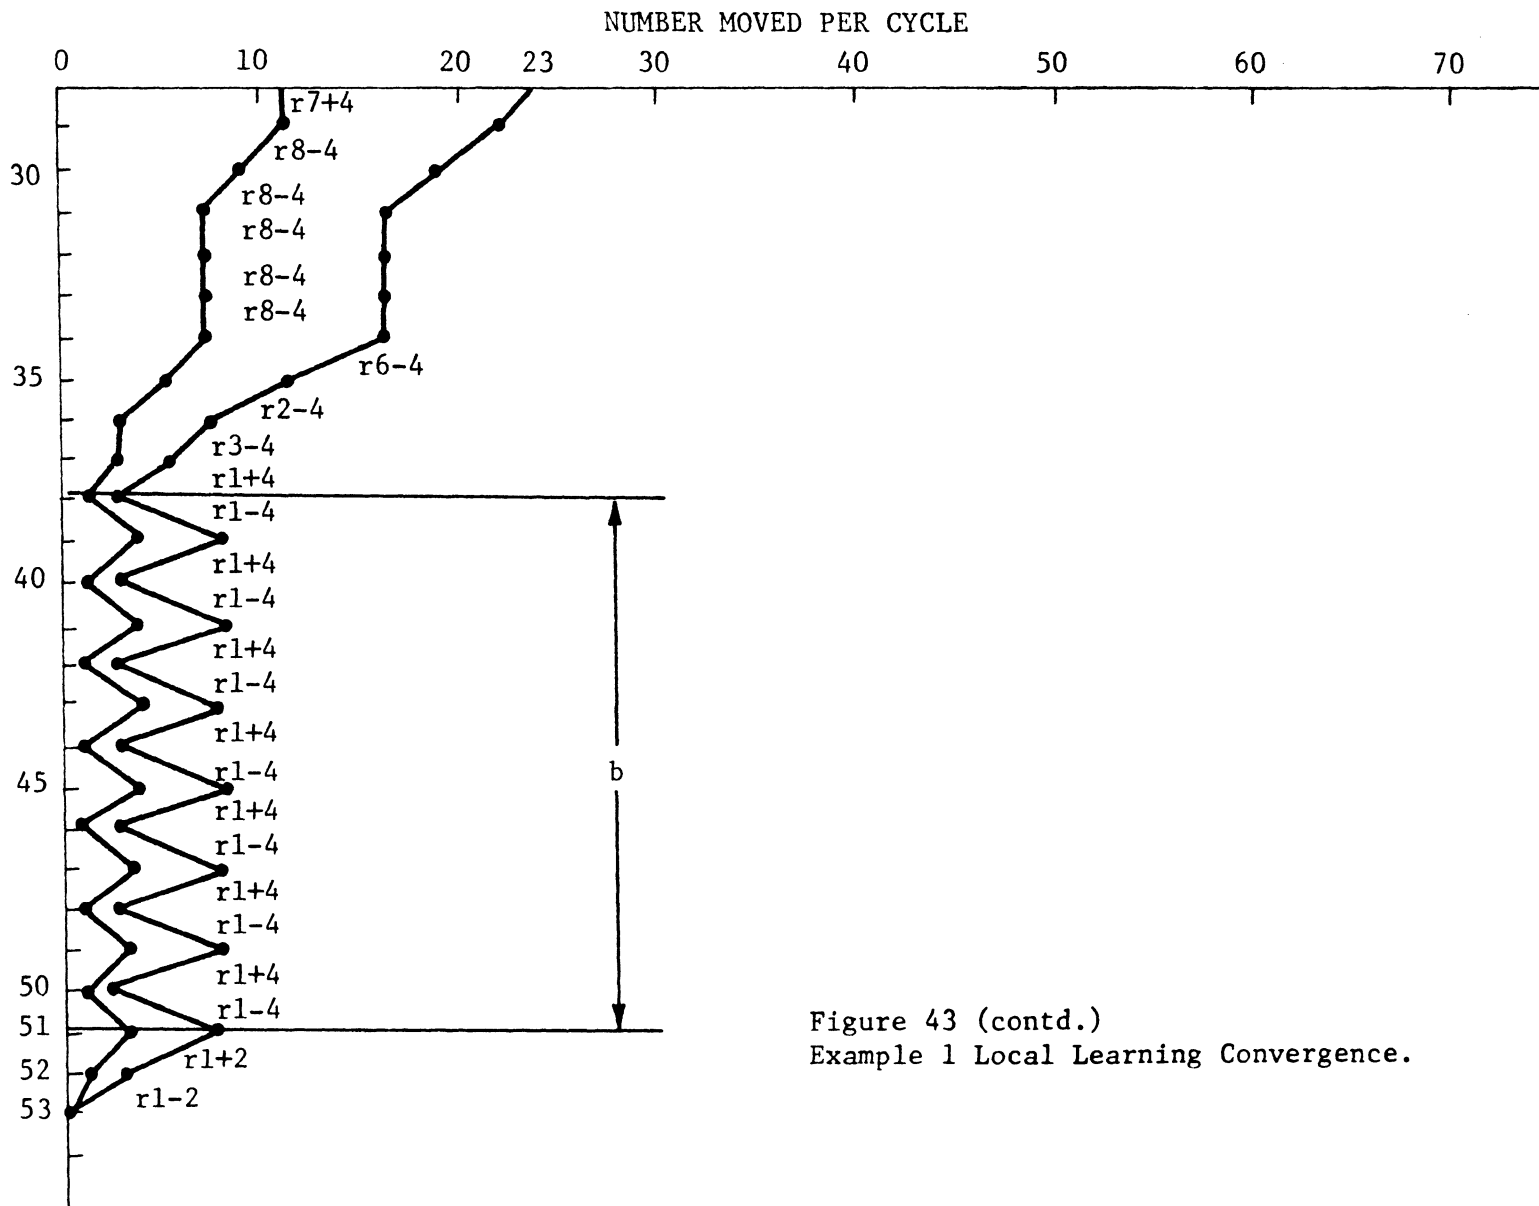 NUMBER MOVED PER CYCLE
0 10 20 23 30 40 50 60 70
r7+4
r8-4
30
r8-4
r8-4
r8-4
r8-4
r6-4
35
r2-4
r3-4
r1+4
r1-4
r1+4
40
r1-4
r1+4
r1-4
r1+4
r1-4
b
45
r1+4
r1-4
r1+4
r1-4
r1+4
50
r1-4
51
Figure 43 (contd.)
r1+2
Example 1 Local Learning Convergence.
52
r1-2
53